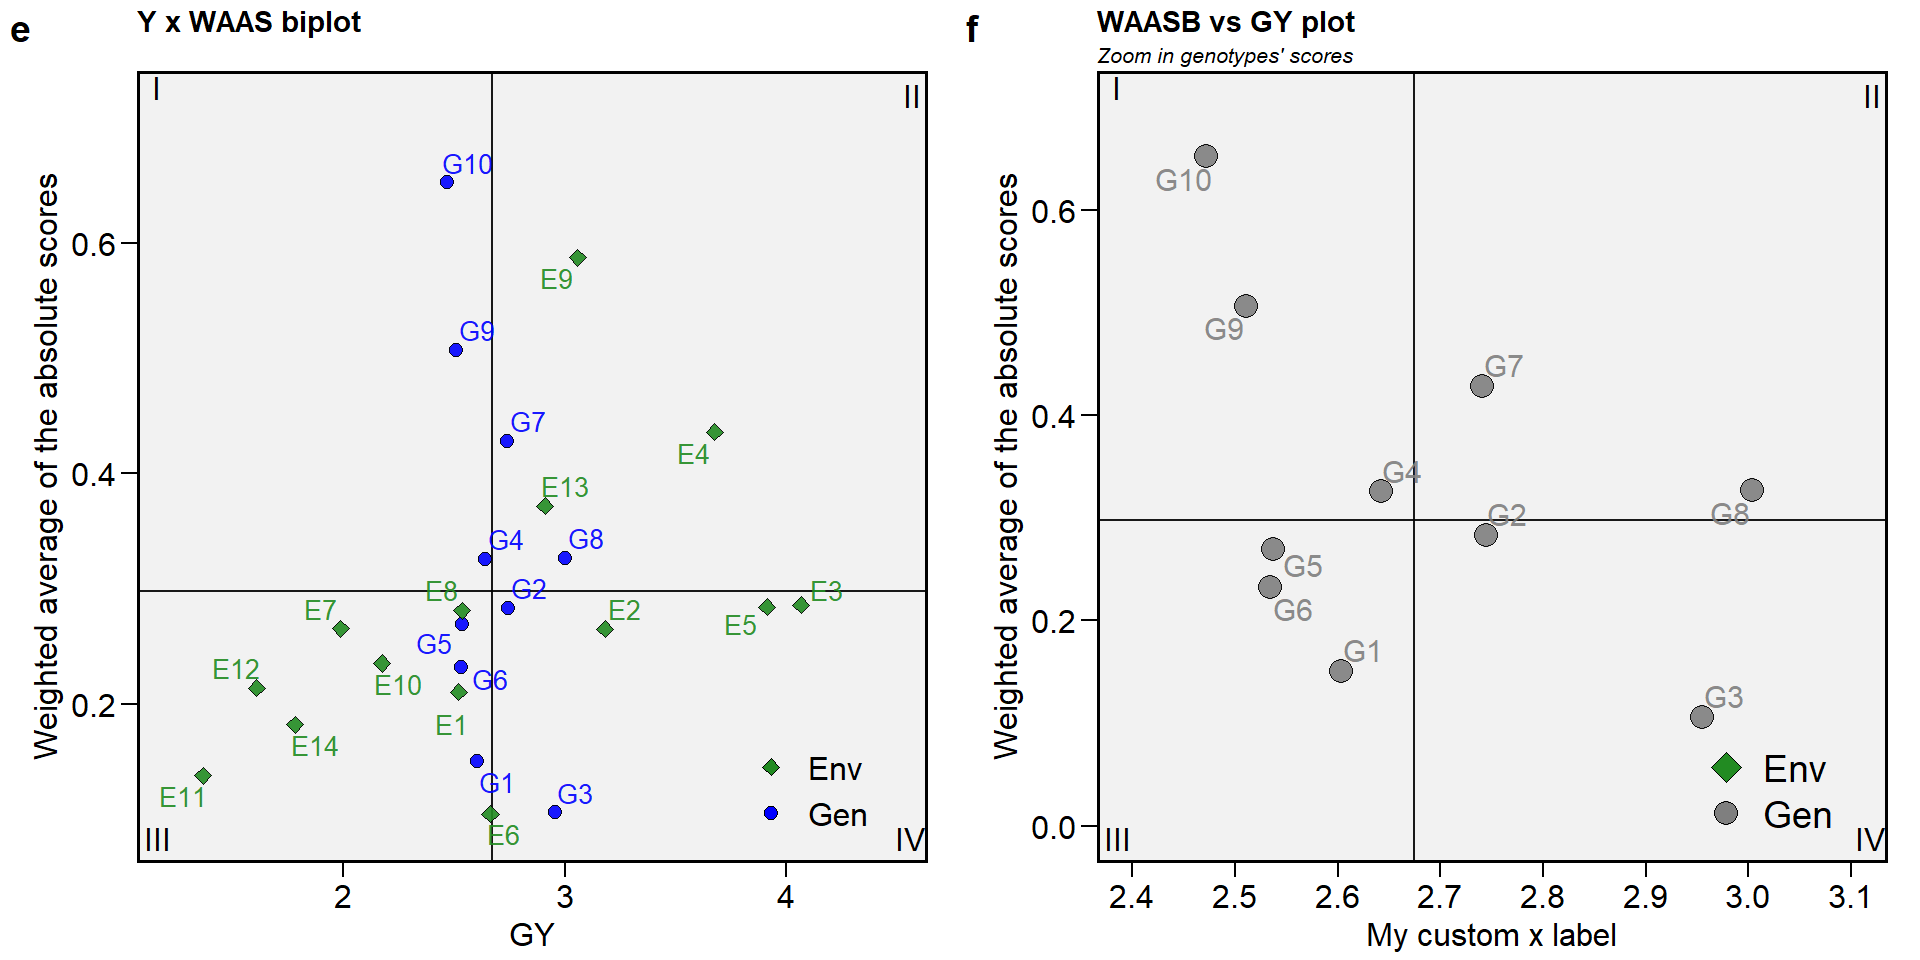 e
Y x WAAS biplot
I
II
G10
0.6
E9
G9
G7
E4
0.4
E13
G4
G8
E8
G2
E3
E7
E2
E5
G5
E12
G6
E10
0.2
E1
E14
Env
G1
E11
G3
Gen
E6
III
IV
2
3
4
GY
Weighted average of the absolute scores
f
WAASB vs GY plot
Zoom in genotypes' scores
I
II
G10
0.6
G9
G7
0.4
G4
G8
G2
G5
G6
0.2
G1
G3
Env
Gen
0.0
III
IV
2.4
2.5
2.6
2.7
2.8
2.9
3.0
3.1
My custom x label
Weighted average of the absolute scores